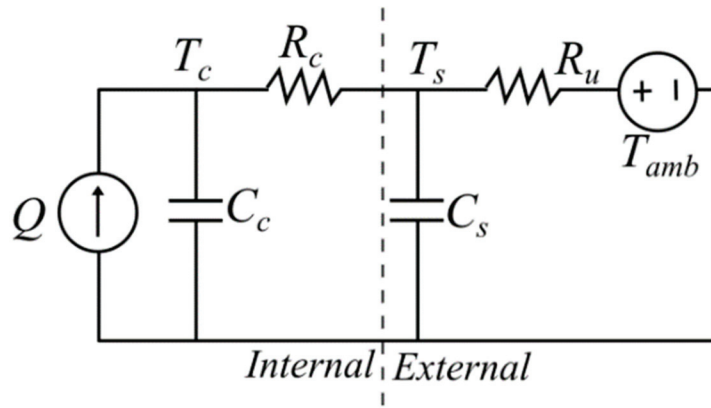 T_c
R_c
T_s
R_u
+ -
T_amb
Q
C_c
C_s
Internal
External